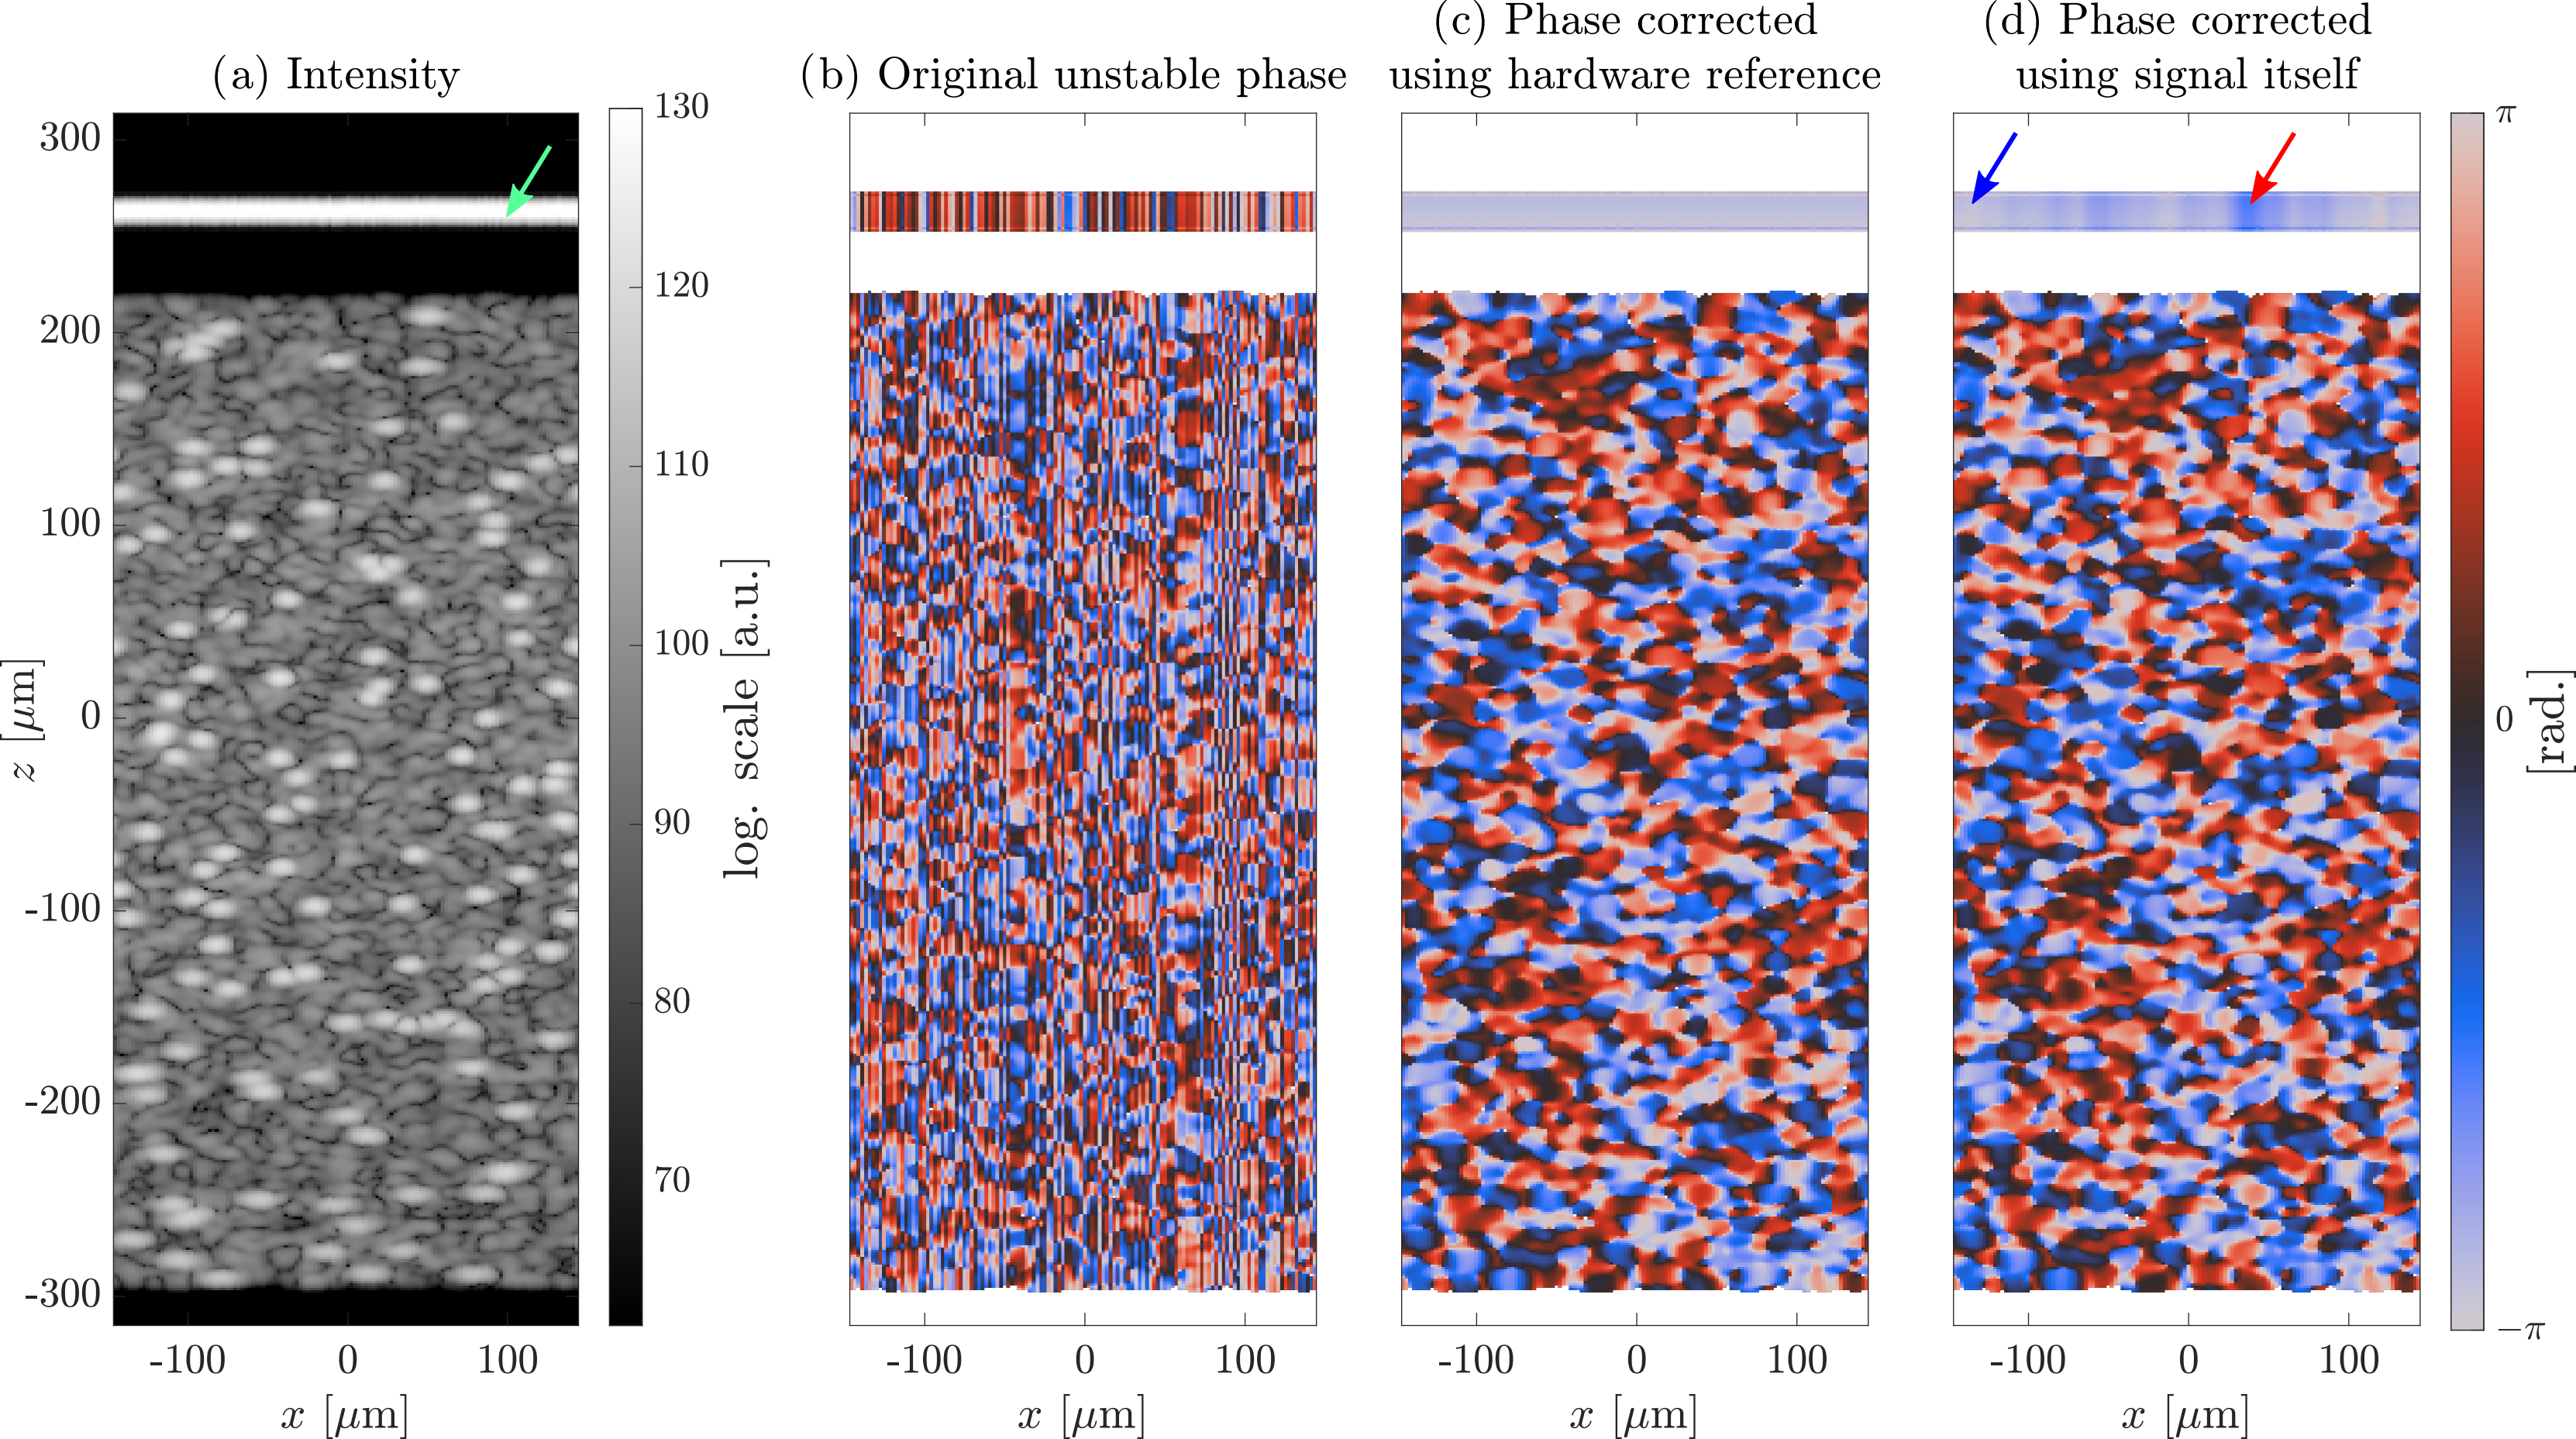 (a) Intensity
(b) Original unstable phase
(c) Phase corrected
using hardware reference
(d) Phase corrected
using signal itself
300
200
100
0
-100
-200
-300
z [μm]
-100 0 100
x [μm]
130
120
110
100
90
80
70
log. scale [a.u.]
-100 0 100
x [μm]
-100 0 100
x [μm]
-100 0 100
x [μm]
π
0
−π
[rad.]